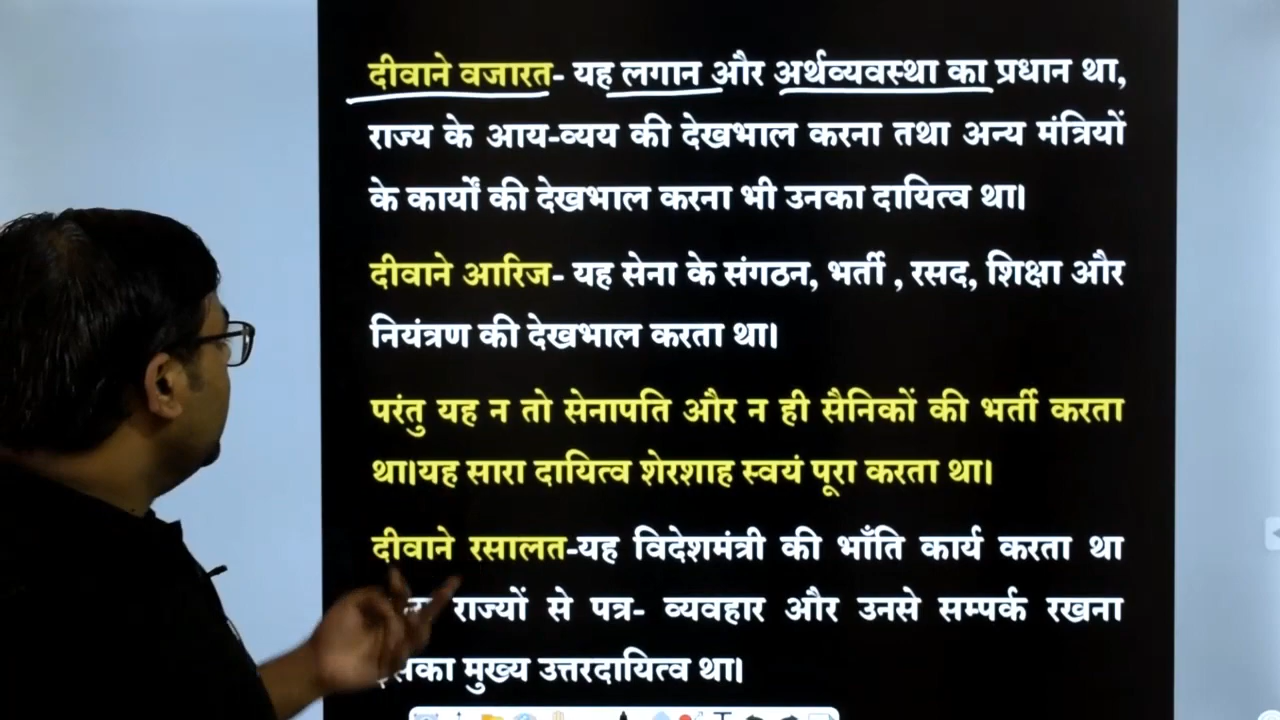 दीवाने वजारत- यह लगान और अर्थव्यवस्था का प्रधान था,
राज्य के आय-व्यय की देखभाल करना तथा अन्य मंत्रियों
के कार्यों की देखभाल करना भी उनका दायित्व था।
दीवाने आरिज- यह सेना के संगठन, भर्ती , रसद, शिक्षा और
नियंत्रण की देखभाल करता था।
परंतु यह न तो सेनापति और न ही सैनिकों की भर्ती करता
था।यह सारा दायित्व शेरशाह स्वयं पूरा करता था।
दीवाने रसालत-यह विदेशमंत्री की भाँति कार्य करता था
राज्यों से पत्र- व्यवहार और उनसे सम्पर्क रखना
मुख्य उत्तरदायित्व था।